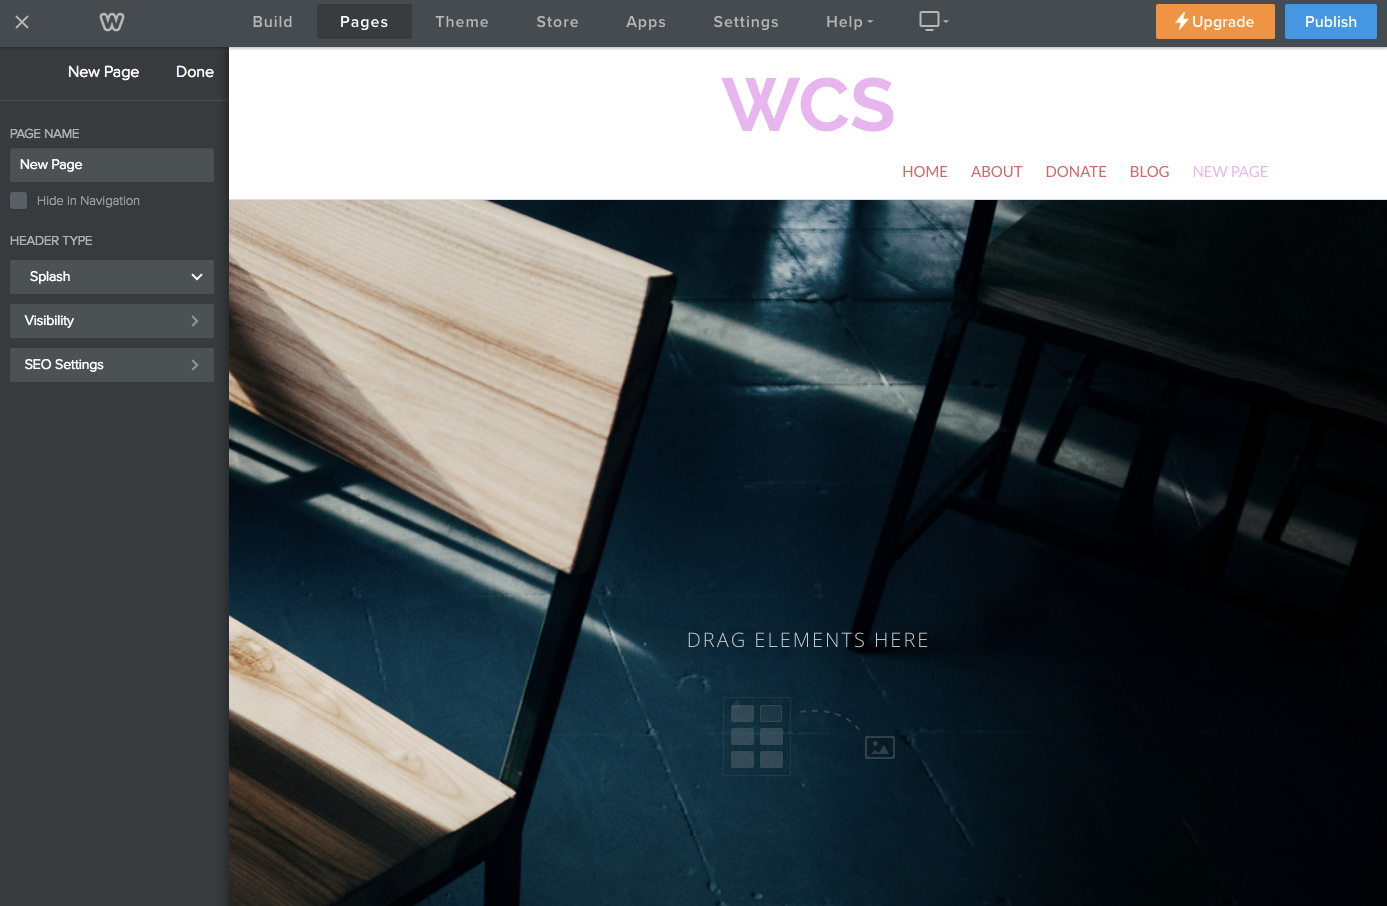 Build Pages Theme Store Apps Settings Help Upgrade Publish
New Page Done
PAGE NAME
New Page
Hide in Navigation
HEADER TYPE
Splash
Visibility
SEO Settings
WCS
HOME ABOUT DONATE BLOG NEW PAGE
DRAG ELEMENTS HERE